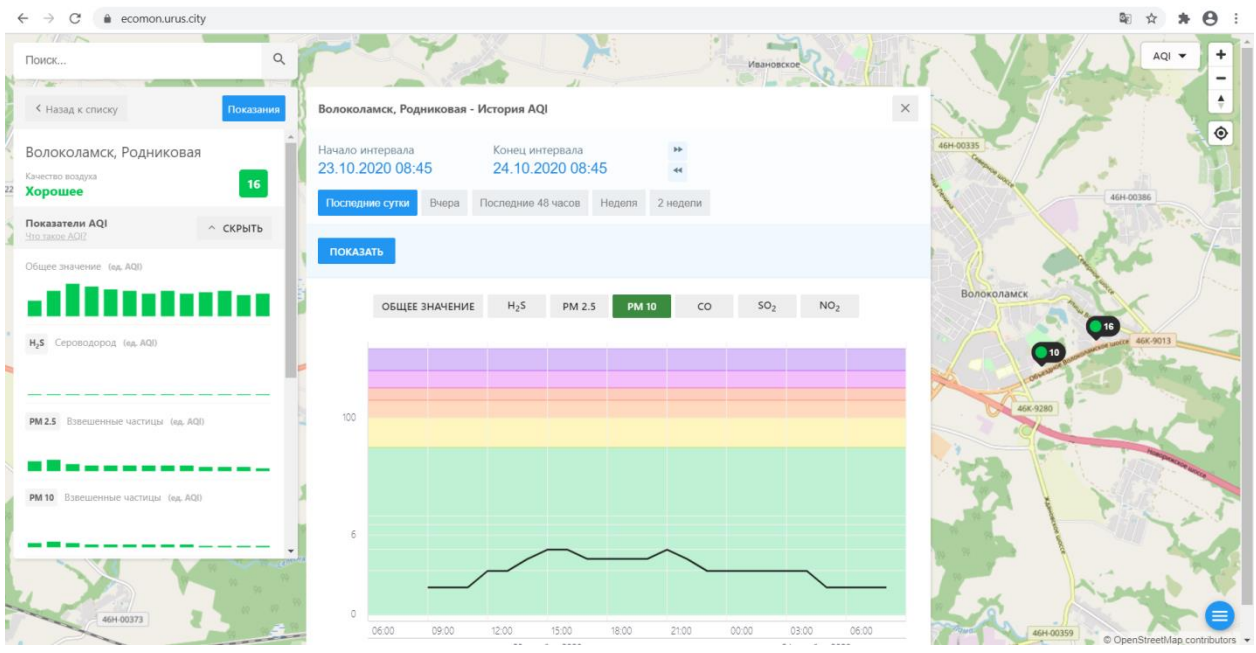 ecomon.urus.city
Поиск...
Назад к списку
Показания
Волоколамск, Родниковая
Качество воздуха
Хорошее
16
Показатели AQI
Что такое AQI?
СКРЫТЬ
Общее значение (ед. AQI)
H₂S Сероводород (ед. AQI)
PM 2.5 Взвешенные частицы (ед. AQI)
PM 10 Взвешенные частицы (ед. AQI)
Волоколамск, Родниковая - История AQI
Начало интервала
23.10.2020 08:45
Конец интервала
24.10.2020 08:45
Последние сутки Вчера Последние 48 часов Неделя 2 недели
ПОКАЗАТЬ
ОБЩЕЕ ЗНАЧЕНИЕ H₂S PM 2.5 PM 10 CO SO₂ NO₂
100
6
0
06:00 09:00 12:00 15:00 18:00 21:00 00:00 03:00 06:00
AQI
Ивановское
46Н-00335
Северное шоссе
46Н-00386
Волоколамск
16
10
46К-9013
46К-9280
46Н-00373
46Н-00359
© OpenStreetMap contributors